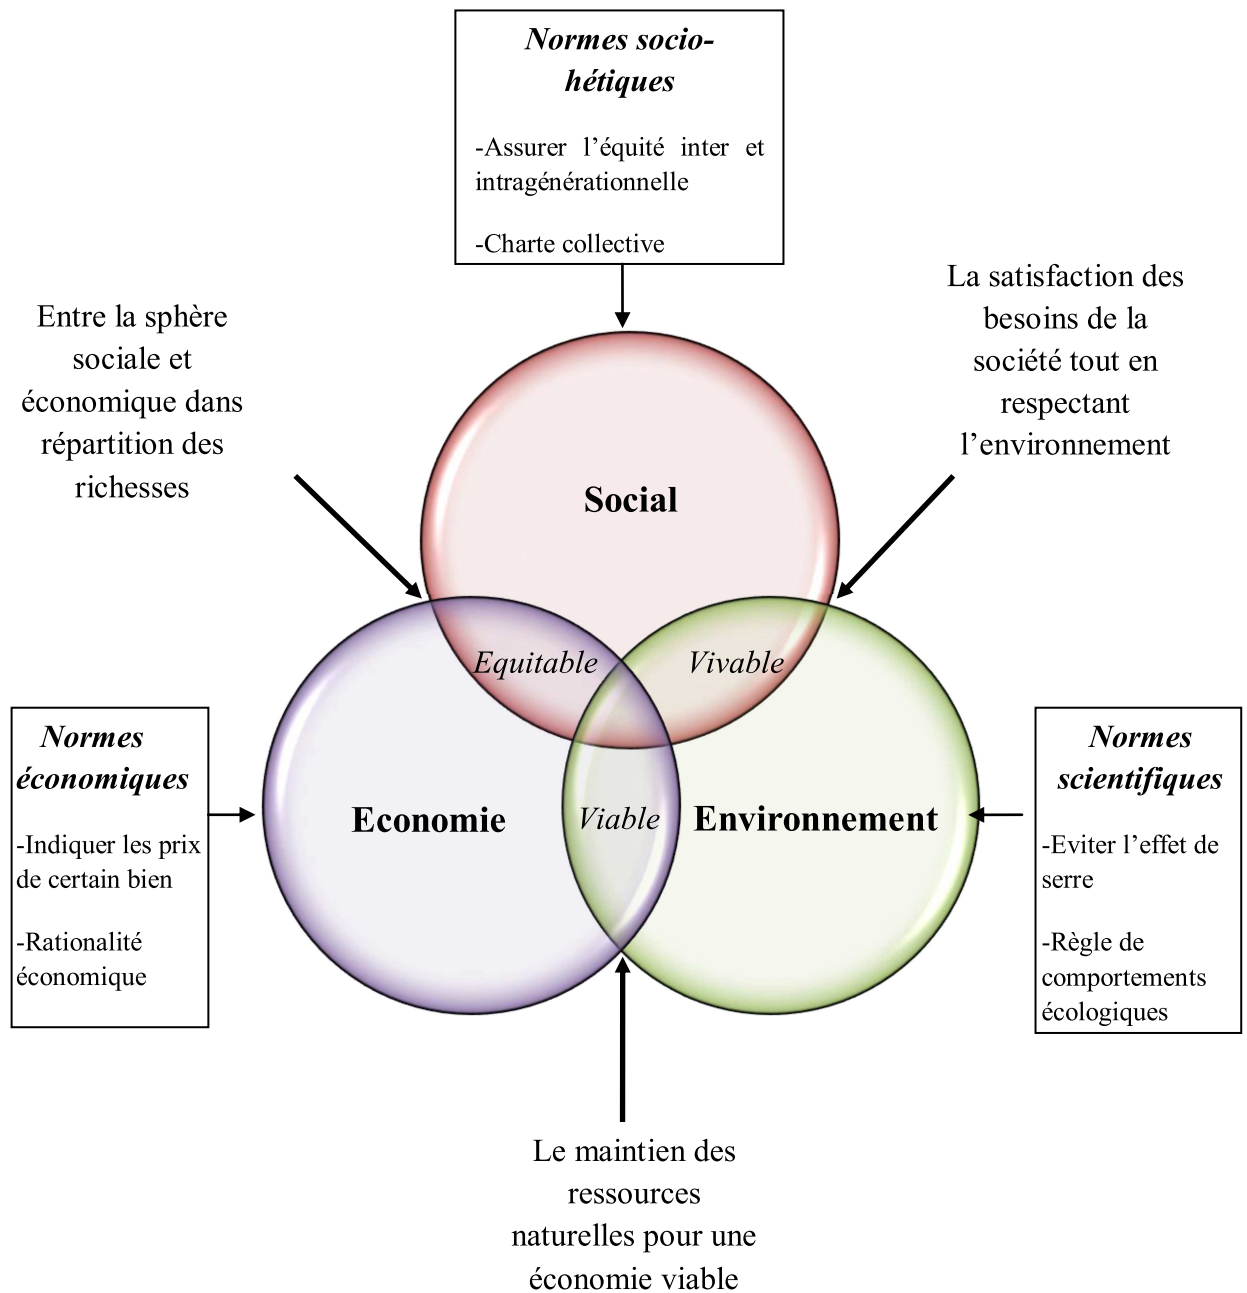 Normes socio-
hétiques
-Assurer l’équité inter et
intragénérationnelle
-Charte collective
Entre la sphère
sociale et
économique dans
répartition des
richesses
La satisfaction des
besoins de la
société tout en
respectant
l’environnement
Social
Equitable
Vivable
Normes
économiques
-Indiquer les prix
de certain bien
-Rationalité
économique
Economie
Viable
Environnement
Normes
scientifiques
-Eviter l’effet de
serre
-Règle de
comportements
écologiques
Le maintien des
ressources
naturelles pour une
économie viable